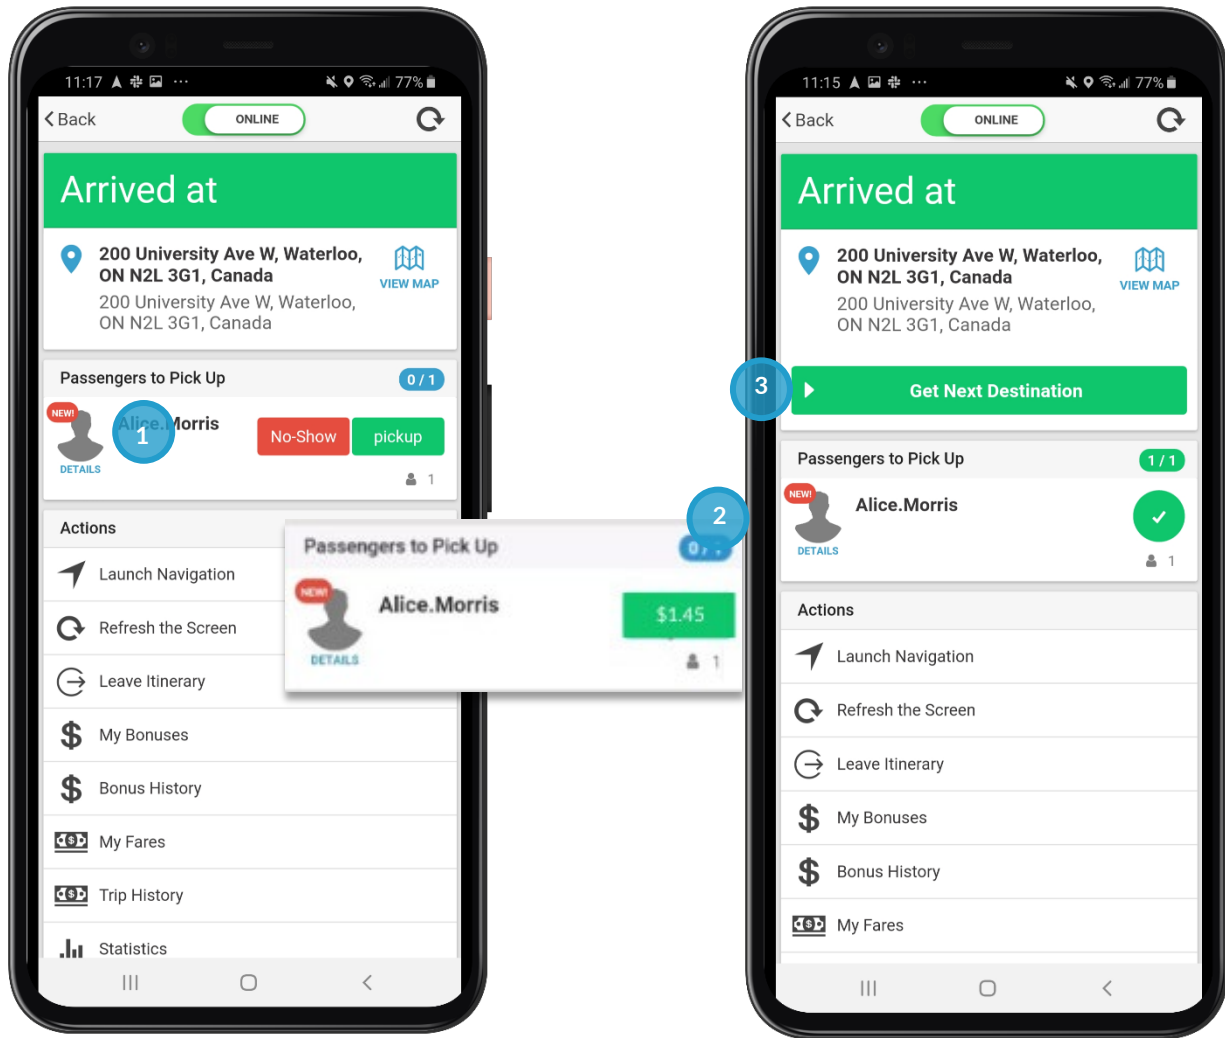 11:17 ... 77%
Back
ONLINE
Arrived at
200 University Ave W, Waterloo,
ON N2L 3G1, Canada
200 University Ave W, Waterloo,
ON N2L 3G1, Canada
VIEW MAP
Passengers to Pick Up 0 / 1
NEW!
Alice.Morris
1
No-Show pickup
DETAILS
1
Actions
Launch Navigation
Refresh the Screen
Leave Itinerary
$ My Bonuses
$ Bonus History
My Fares
Trip History
Statistics
2
Passengers to Pick Up
NEW!
Alice.Morris
$1.45
DETAILS
1
11:15 ... 77%
Back
ONLINE
Arrived at
200 University Ave W, Waterloo,
ON N2L 3G1, Canada
200 University Ave W, Waterloo,
ON N2L 3G1, Canada
VIEW MAP
3
Get Next Destination
Passengers to Pick Up 1 / 1
NEW!
Alice.Morris
DETAILS
1
Actions
Launch Navigation
Refresh the Screen
Leave Itinerary
$ My Bonuses
$ Bonus History
My Fares